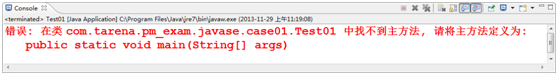 Console
<terminated> Test01 [Java Application] C:\Program Files\Java\jre7\bin\javaw.exe (2013-11-29 上午11:19:08)
错误: 在类 com.tarena.pm_exam.javase.case01.Test01 中找不到主方法, 请将主方法定义为:
public static void main(String[] args)